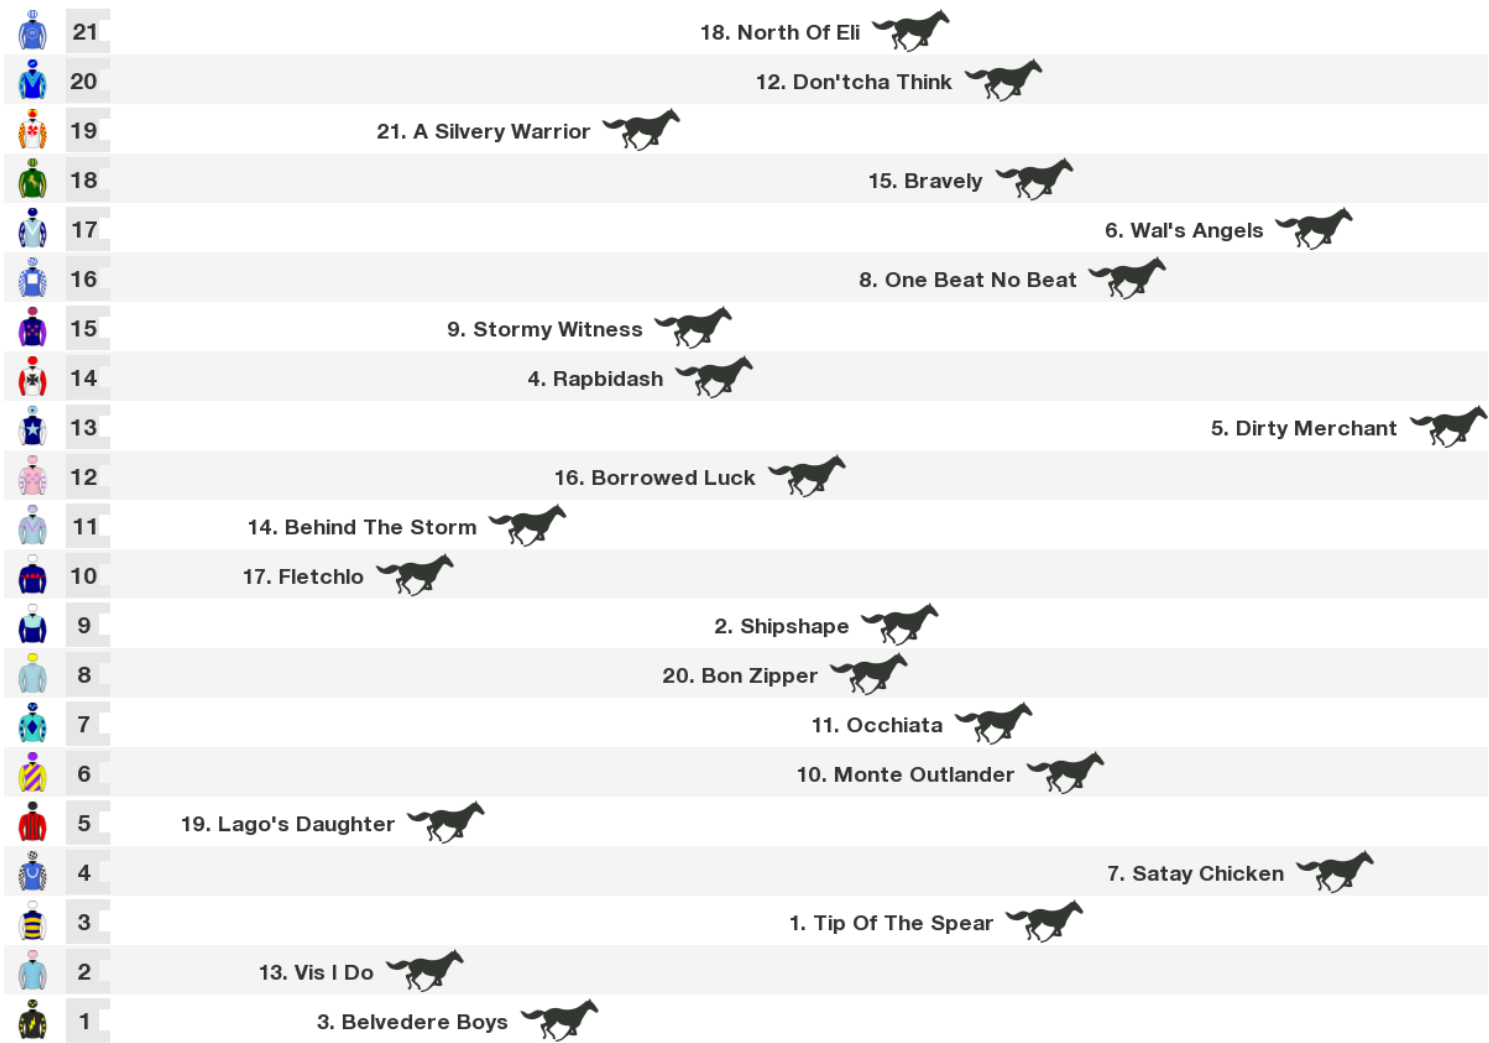 21 18. North Of Eli
20 12. Don'tcha Think
19 21. A Silvery Warrior
18 15. Bravely
17 6. Wal's Angels
16 8. One Beat No Beat
15 9. Stormy Witness
14 4. Rapbidash
13 5. Dirty Merchant
12 16. Borrowed Luck
11 14. Behind The Storm
10 17. Fletchlo
9 2. Shipshape
8 20. Bon Zipper
7 11. Occhiata
6 10. Monte Outlander
5 19. Lago's Daughter
4 7. Satay Chicken
3 1. Tip Of The Spear
2 13. Vis I Do
1 3. Belvedere Boys